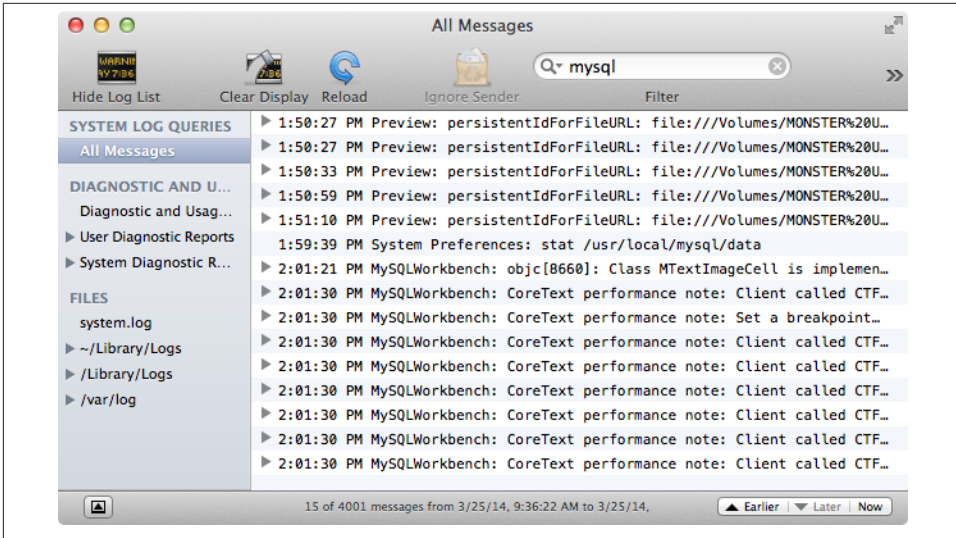 All Messages
WARNIN
AY 7:36
7:36
mysql
Hide Log List
Clear Display
Reload
Ignore Sender
Filter
SYSTEM LOG QUERIES
All Messages
DIAGNOSTIC AND U...
Diagnostic and Usag...
User Diagnostic Reports
System Diagnostic R...
FILES
system.log
~/Library/Logs
/Library/Logs
/var/log
1:50:27 PM Preview: persistentIdForFileURL: file:///Volumes/MONSTER%20U…
1:50:27 PM Preview: persistentIdForFileURL: file:///Volumes/MONSTER%20U…
1:50:33 PM Preview: persistentIdForFileURL: file:///Volumes/MONSTER%20U…
1:50:59 PM Preview: persistentIdForFileURL: file:///Volumes/MONSTER%20U…
1:51:10 PM Preview: persistentIdForFileURL: file:///Volumes/MONSTER%20U…
1:59:39 PM System Preferences: stat /usr/local/mysql/data
2:01:21 PM MySQLWorkbench: objc[8660]: Class MTextImageCell is implemen…
2:01:30 PM MySQLWorkbench: CoreText performance note: Client called CTF…
2:01:30 PM MySQLWorkbench: CoreText performance note: Set a breakpoint…
2:01:30 PM MySQLWorkbench: CoreText performance note: Client called CTF…
2:01:30 PM MySQLWorkbench: CoreText performance note: Client called CTF…
2:01:30 PM MySQLWorkbench: CoreText performance note: Client called CTF…
2:01:30 PM MySQLWorkbench: CoreText performance note: Client called CTF…
2:01:30 PM MySQLWorkbench: CoreText performance note: Client called CTF…
2:01:30 PM MySQLWorkbench: CoreText performance note: Client called CTF…
15 of 4001 messages from 3/25/14, 9:36:22 AM to 3/25/14,
Earlier
Later
Now